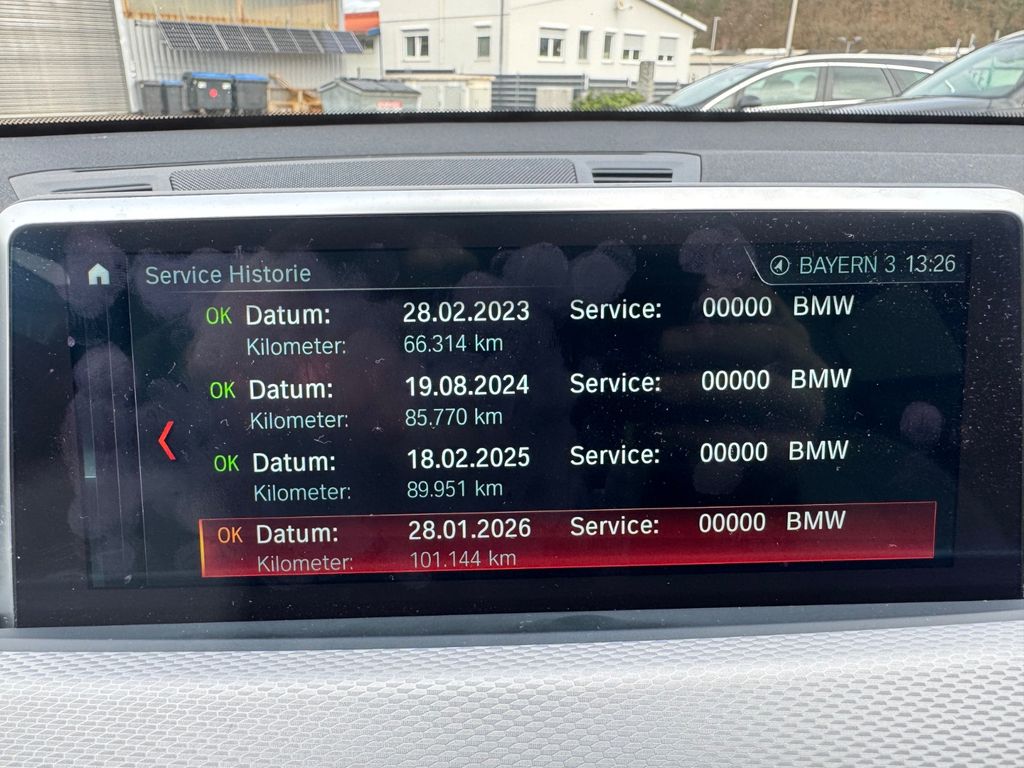 Service Historie BAYERN 3 13:26
OK Datum: 28.02.2023 Service: 00000 BMW
Kilometer: 66.314 km
OK Datum: 19.08.2024 Service: 00000 BMW
Kilometer: 85.770 km
OK Datum: 18.02.2025 Service: 00000 BMW
Kilometer: 89.951 km
OK Datum: 28.01.2026 Service: 00000 BMW
Kilometer: 101.144 km